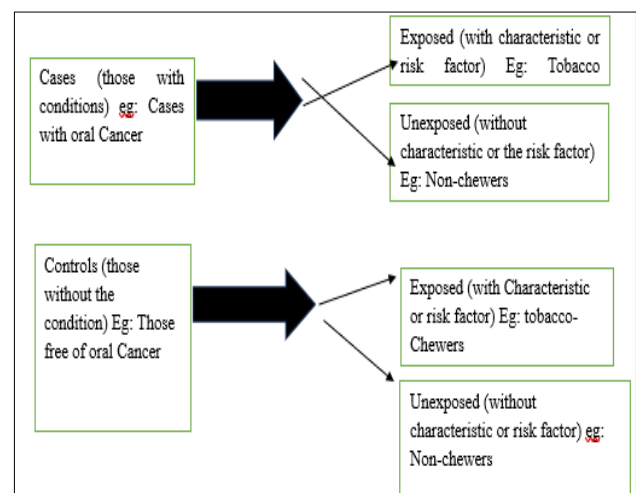 Cases (those with
conditions) eg: Cases
with oral Cancer
Exposed (with characteristic or
risk factor) Eg: Tobacco
Unexposed (without
characteristic or the risk factor)
Eg: Non-chewers
Controls (those
without the
condition) Eg: Those
free of oral Cancer
Exposed (with Characteristic
or risk factor) Eg: tobacco-
Chewers
Unexposed (without
characteristic or risk factor) eg:
Non-chewers